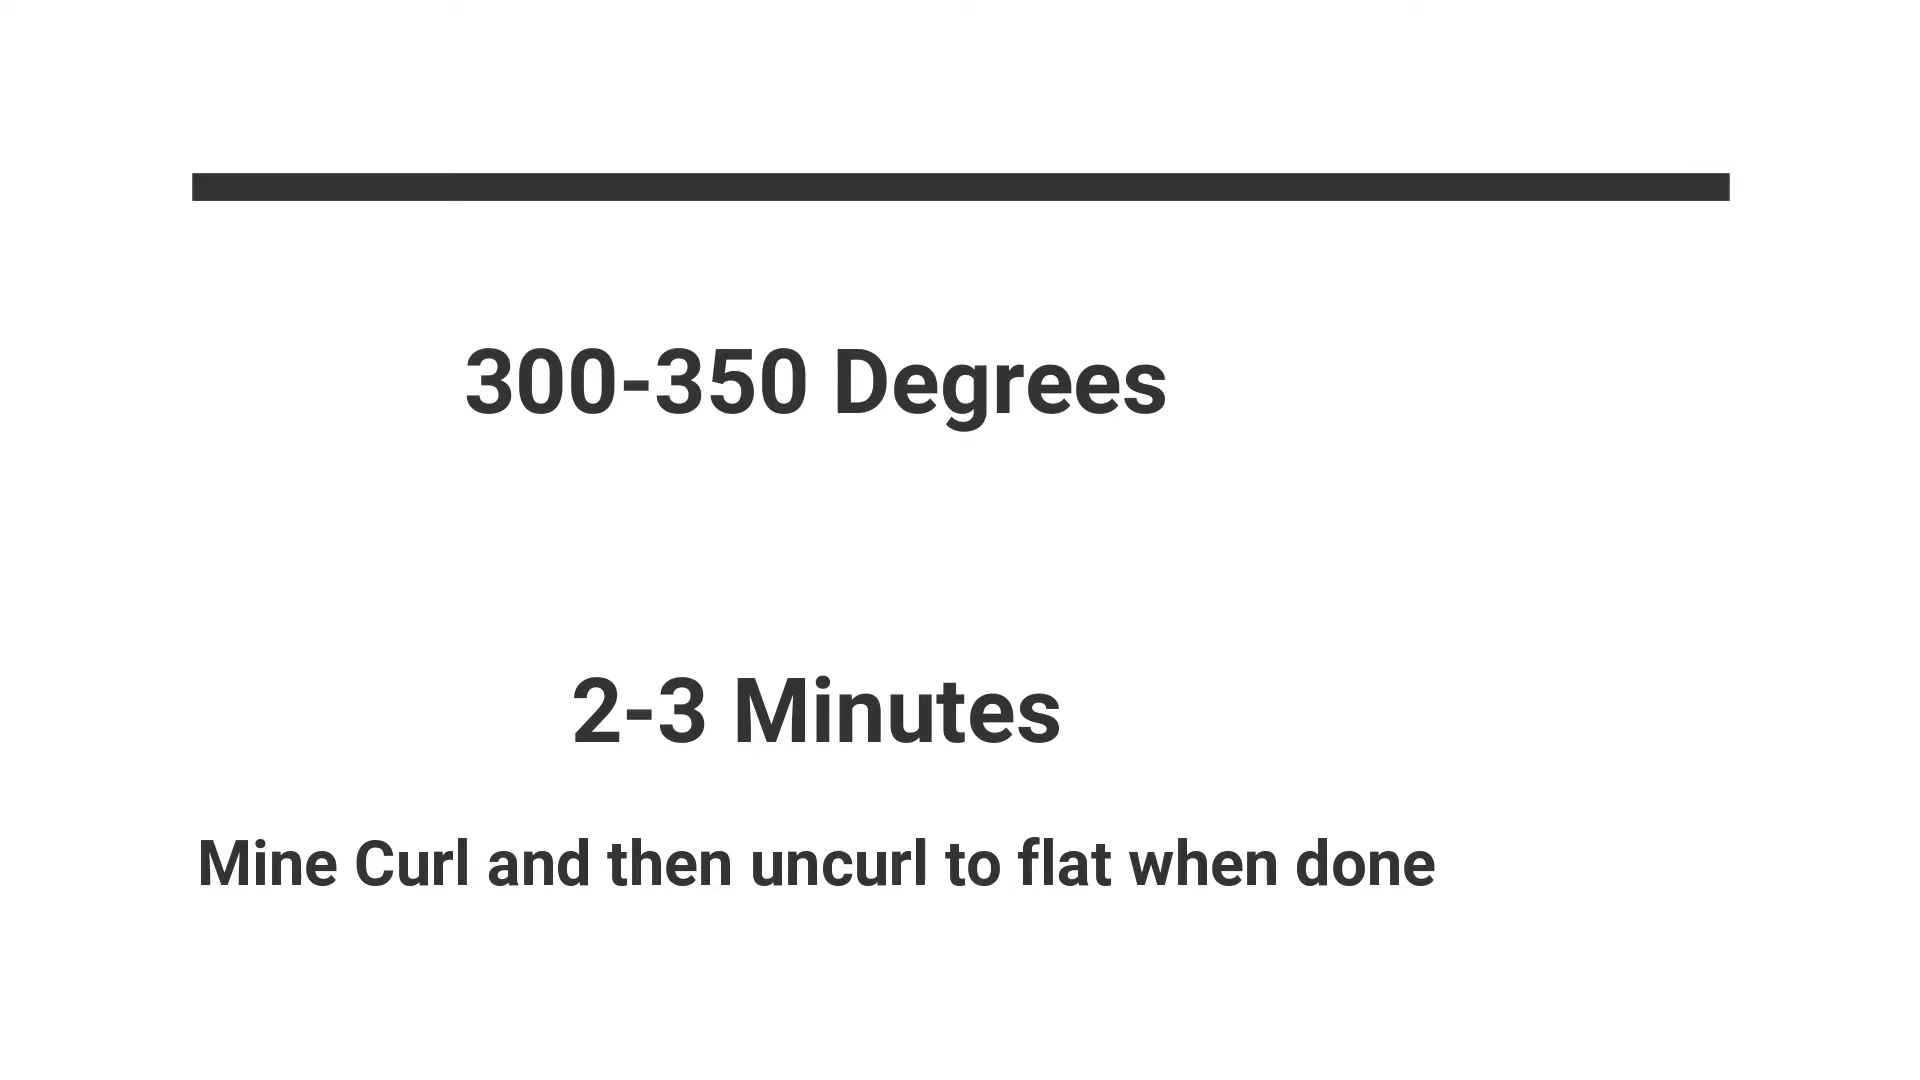 300-350 Degrees
2-3 Minutes
Mine Curl and then uncurl to flat when done